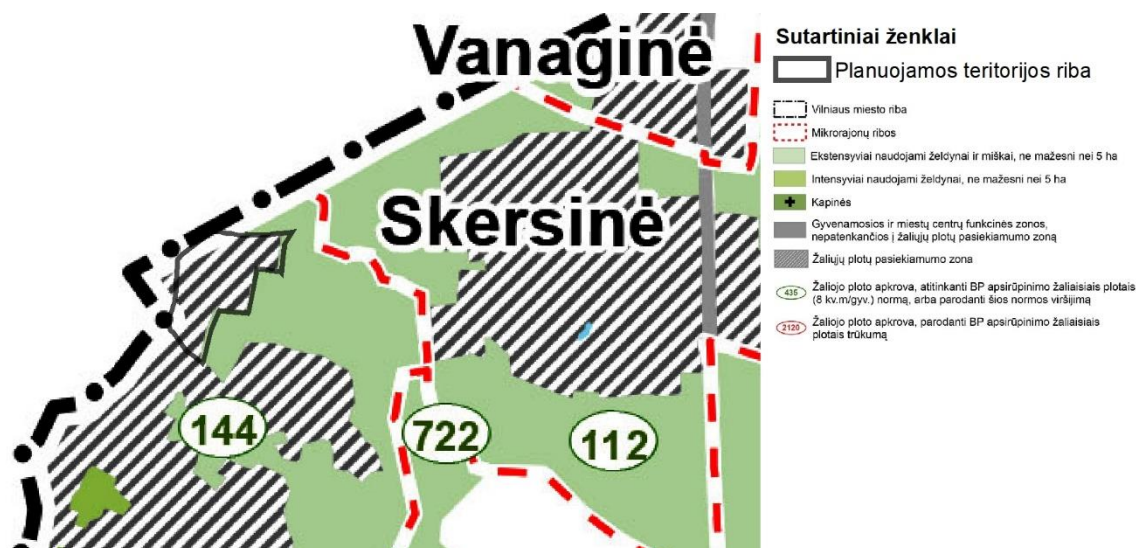 Vanaginė
Skersinė
144
722
112
Sutartiniai ženklai
Planuojamos teritorijos riba
Vilniaus miesto riba
Mikrorajonų ribos
Ekstensyviai naudojami želdynai ir miškai, ne mažesni nei 5 ha
Intensyviai naudojami želdynai, ne mažesni nei 5 ha
Kapinės
Gyvenamosios ir miestų centrų funkcinės zonos,
nepatenkančios į žaliųjų plotų pasiekiamumo zoną
Žaliųjų plotų pasiekiamumo zona
435
Žaliojo ploto apkrova, atitinkanti BP apsirūpinimo žaliaisiais plotais
(8 kv.m/gyv.) normą, arba parodanti šios normos viršijimą
2120
Žaliojo ploto apkrova, parodanti BP apsirūpinimo žaliaisiais
plotais trūkumą